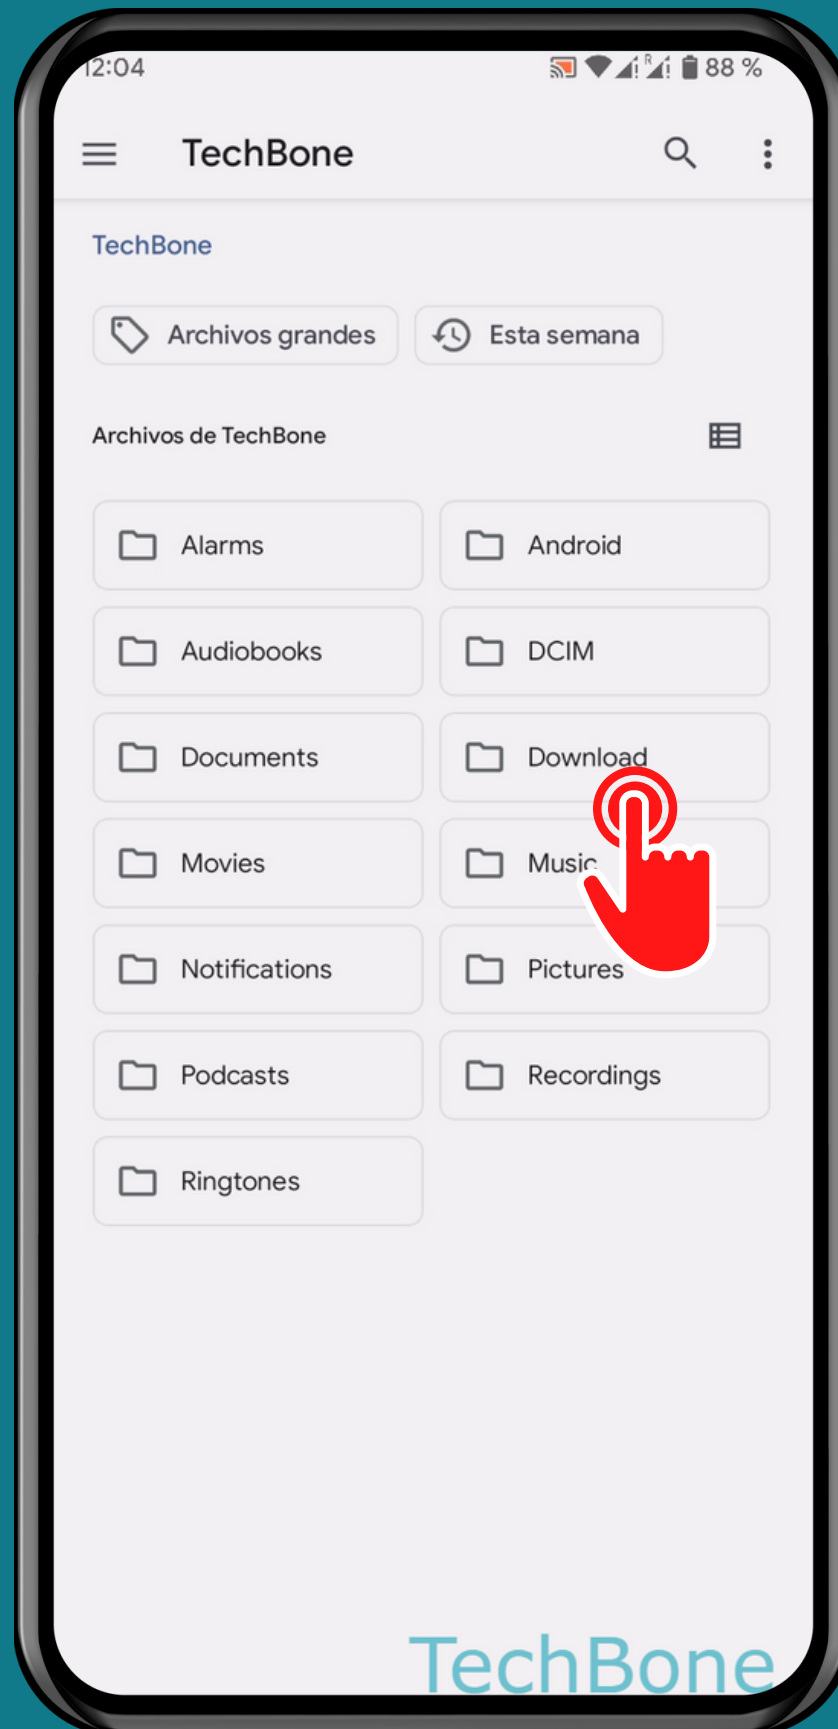 12:04 R 88 %
TechBone
TechBone
Archivos grandes Esta semana
Archivos de TechBone
Alarms Android
Audiobooks DCIM
Documents Download
Movies Music
Notifications Pictures
Podcasts Recordings
Ringtones
TechBone